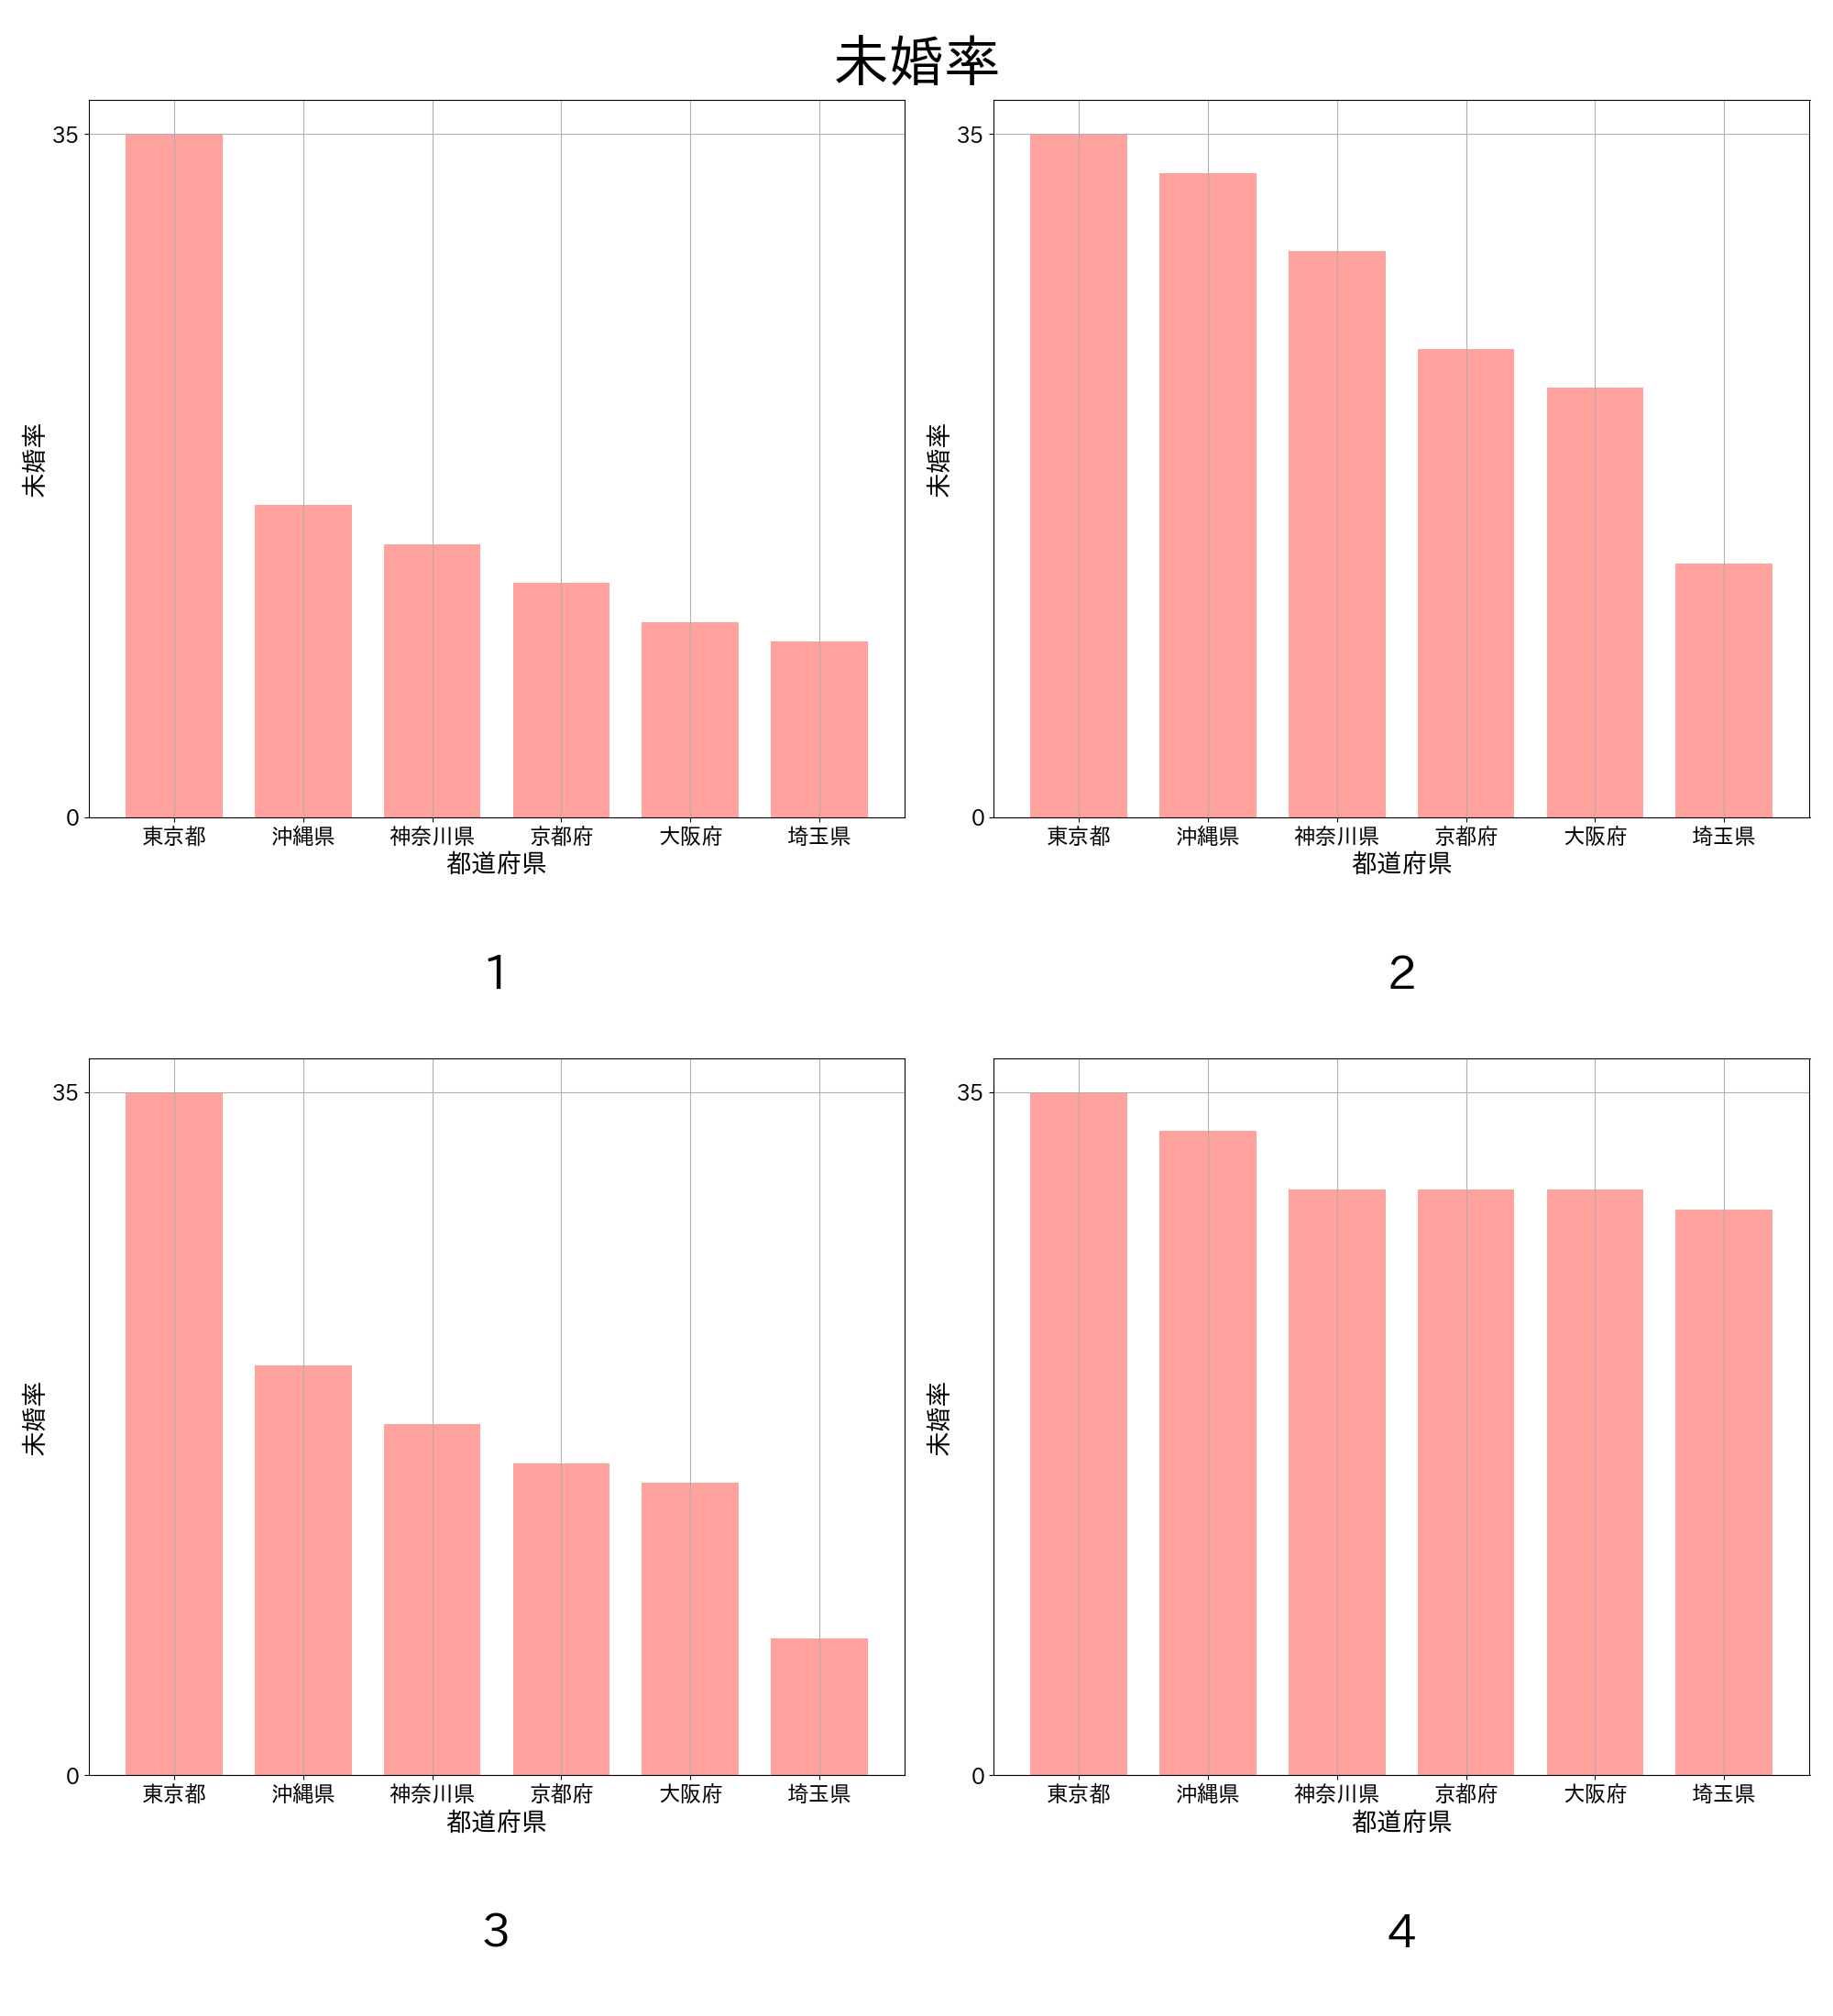 未婚率
35
0
未婚率
東京都 沖縄県 神奈川県 京都府 大阪府 埼玉県
都道府県
1
35
0
未婚率
東京都 沖縄県 神奈川県 京都府 大阪府 埼玉県
都道府県
2
35
0
未婚率
東京都 沖縄県 神奈川県 京都府 大阪府 埼玉県
都道府県
3
35
0
未婚率
東京都 沖縄県 神奈川県 京都府 大阪府 埼玉県
都道府県
4